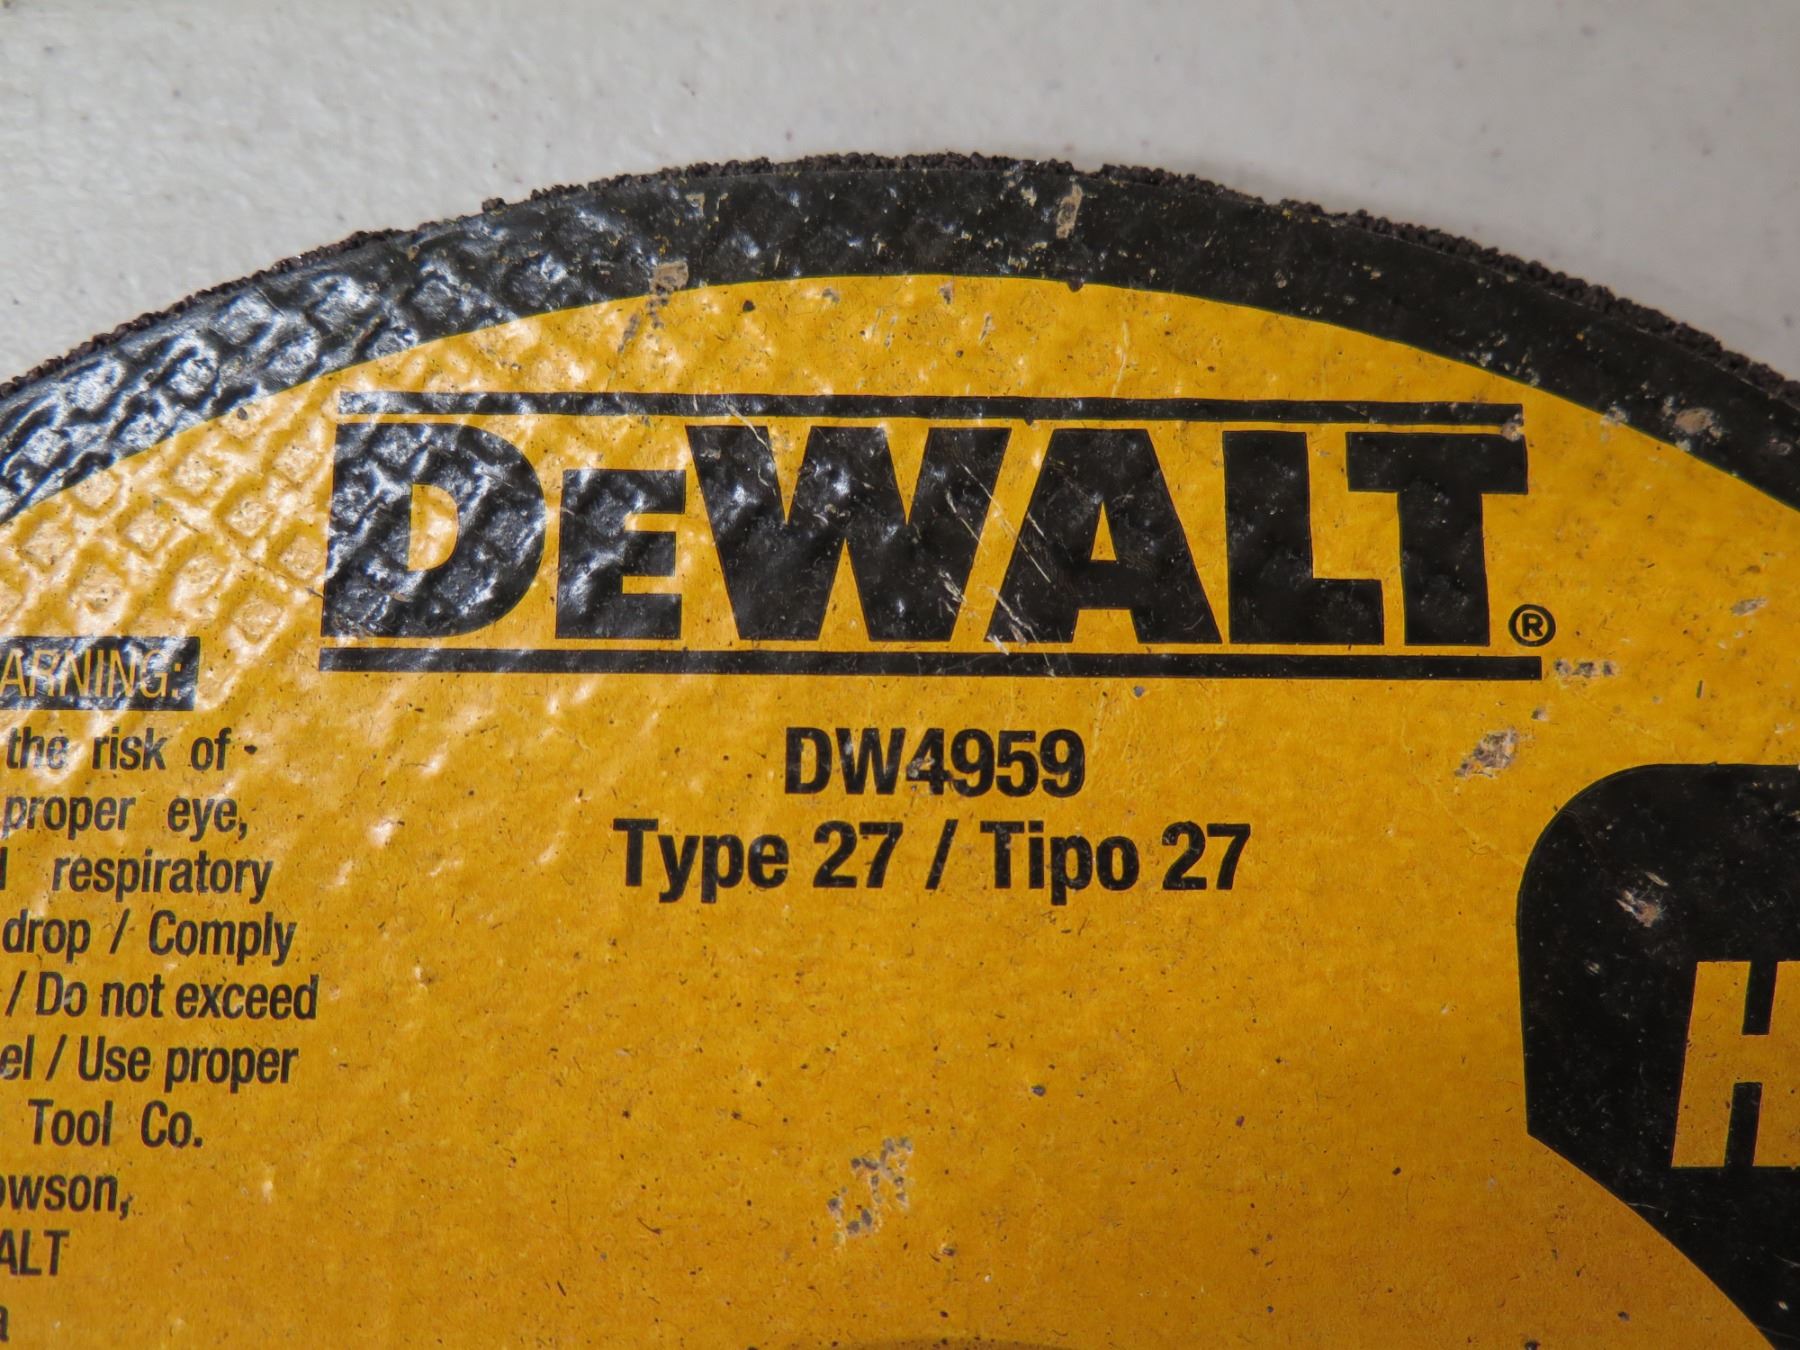 DEWALT®
DW4959
Type 27 / Tipo 27
ARNING:
the risk of
proper eye,
respiratory
drop / Comply
/ Do not exceed
el / Use proper
Tool Co.
owson,
ALT
a
H